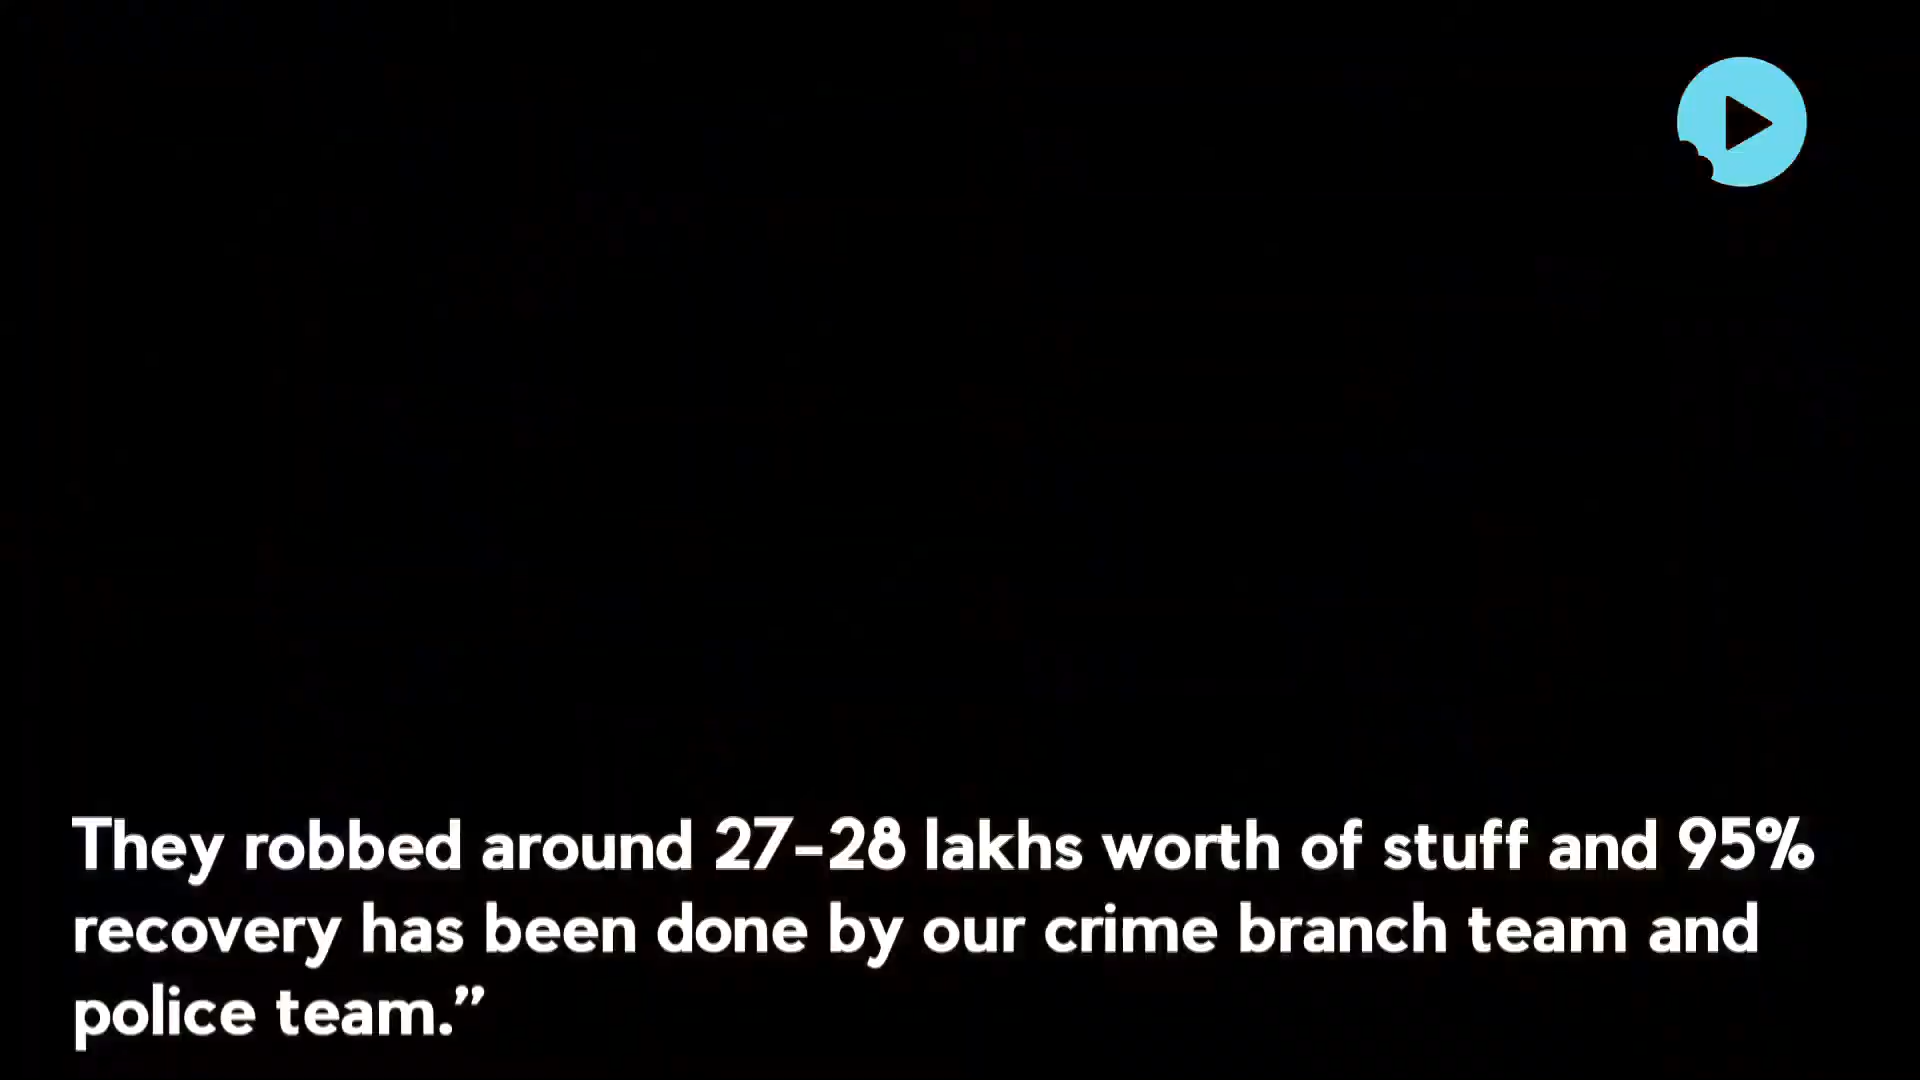 They robbed around 27-28 lakhs worth of stuff and 95%
recovery has been done by our crime branch team and
police team.”